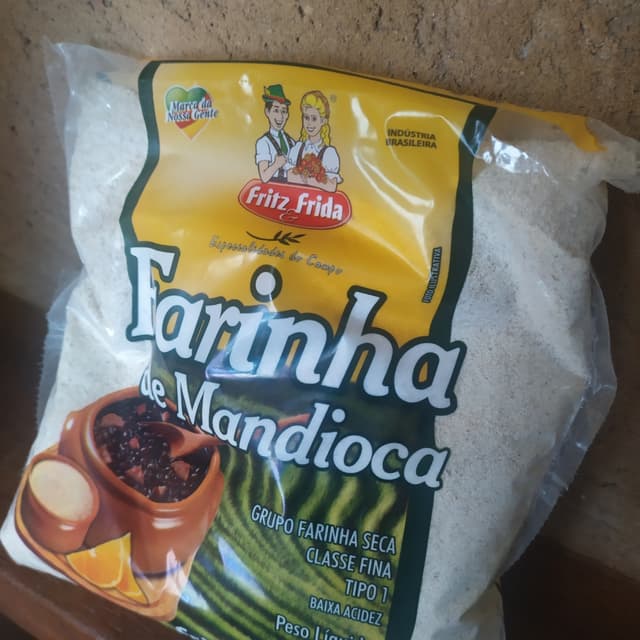 Marca da
Nossa Gente
INDÚSTRIA
BRASILEIRA
Fritz & Frida
Especialidades do Campo
Farinha
de Mandioca
GRUPO FARINHA SECA
CLASSE FINA
TIPO 1
BAIXA ACIDEZ
Peso